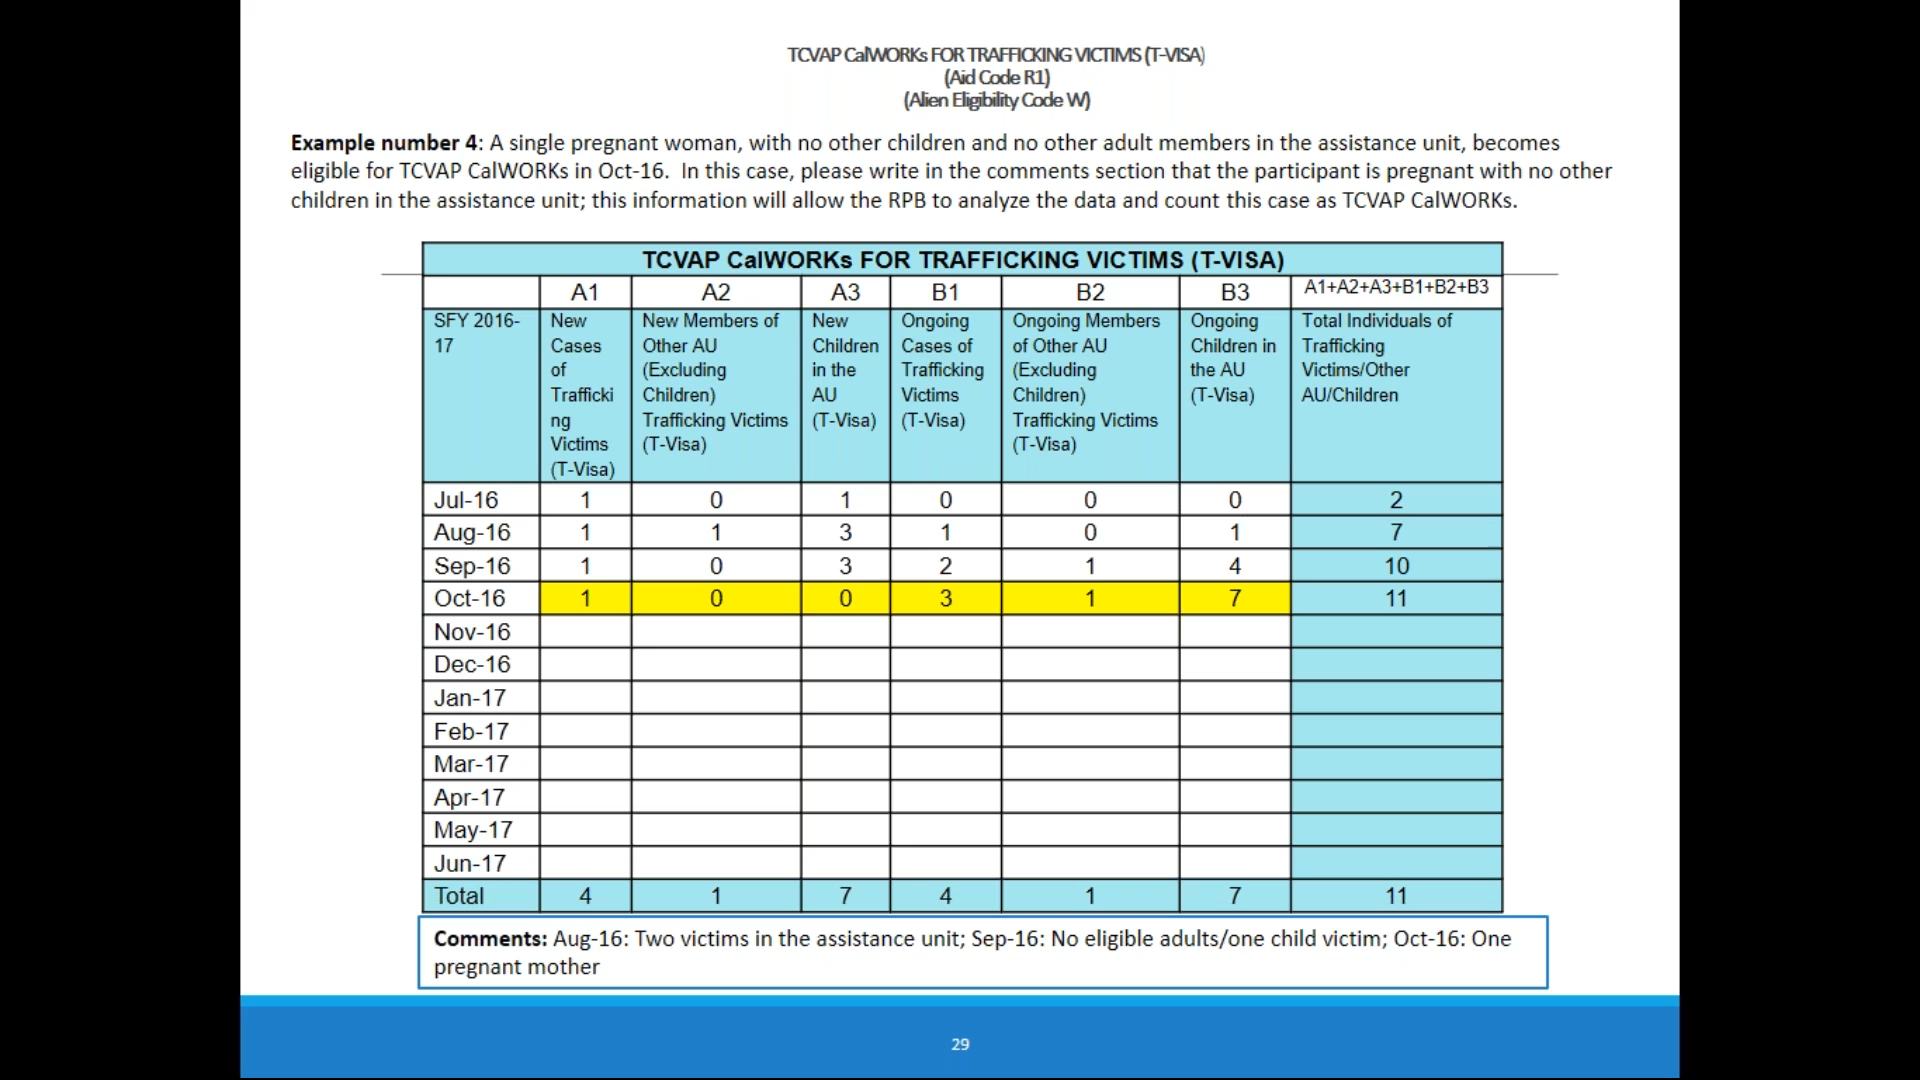 TCVAP CalWORKs FOR TRAFFICKING VICTIMS (T-VISA)
(Aid Code R1)
(Alien Eligibility Code W)
Example number 4: A single pregnant woman, with no other children and no other adult members in the assistance unit, becomes
eligible for TCVAP CalWORKs in Oct-16. In this case, please write in the comments section that the participant is pregnant with no other
children in the assistance unit; this information will allow the RPB to analyze the data and count this case as TCVAP CalWORKs.
TCVAP CalWORKs FOR TRAFFICKING VICTIMS (T-VISA)
A1 A2 A3 B1 B2 B3 A1+A2+A3+B1+B2+B3
SFY 2016- New New Members of New Ongoing Ongoing Members Ongoing Total Individuals of
17 Cases Other AU Children Cases of of Other AU Children in Trafficking
of (Excluding in the Trafficking (Excluding the AU Victims/Other
Trafficki Children) AU Victims Children) (T-Visa) AU/Children
ng Trafficking Victims (T-Visa) (T-Visa) Trafficking Victims
Victims (T-Visa) (T-Visa)
(T-Visa)
Jul-16 1 0 1 0 0 0 2
Aug-16 1 1 3 1 0 1 7
Sep-16 1 0 3 2 1 4 10
Oct-16 1 0 0 3 1 7 11
Nov-16
Dec-16
Jan-17
Feb-17
Mar-17
Apr-17
May-17
Jun-17
Total 4 1 7 4 1 7 11
Comments: Aug-16: Two victims in the assistance unit; Sep-16: No eligible adults/one child victim; Oct-16: One
pregnant mother
29